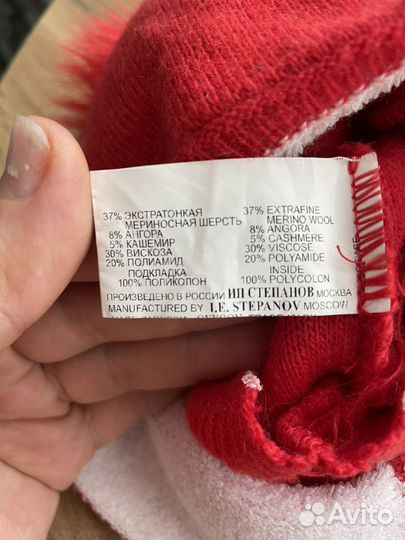 37% ЭКСТРАТОНКАЯ
МЕРИНОСНАЯ ШЕРСТЬ
8% АНГОРА
5% КАШЕМИР
30% ВИСКОЗА
20% ПОЛИАМИД
ПОДКЛАДКА
100% ПОЛИКОЛОН
37% EXTRAFINE
MERINO WOOL
8% ANGORA
5% CASHMERE
30% VISCOSE
20% POLYAMIDE
INSIDE
100% POLYCOLON
ПРОИЗВЕДЕНО В РОССИИ ИП СТЕПАНОВ МОСКВА
MANUFACTURED BY I.E. STEPANOV MOSCOW
Avito